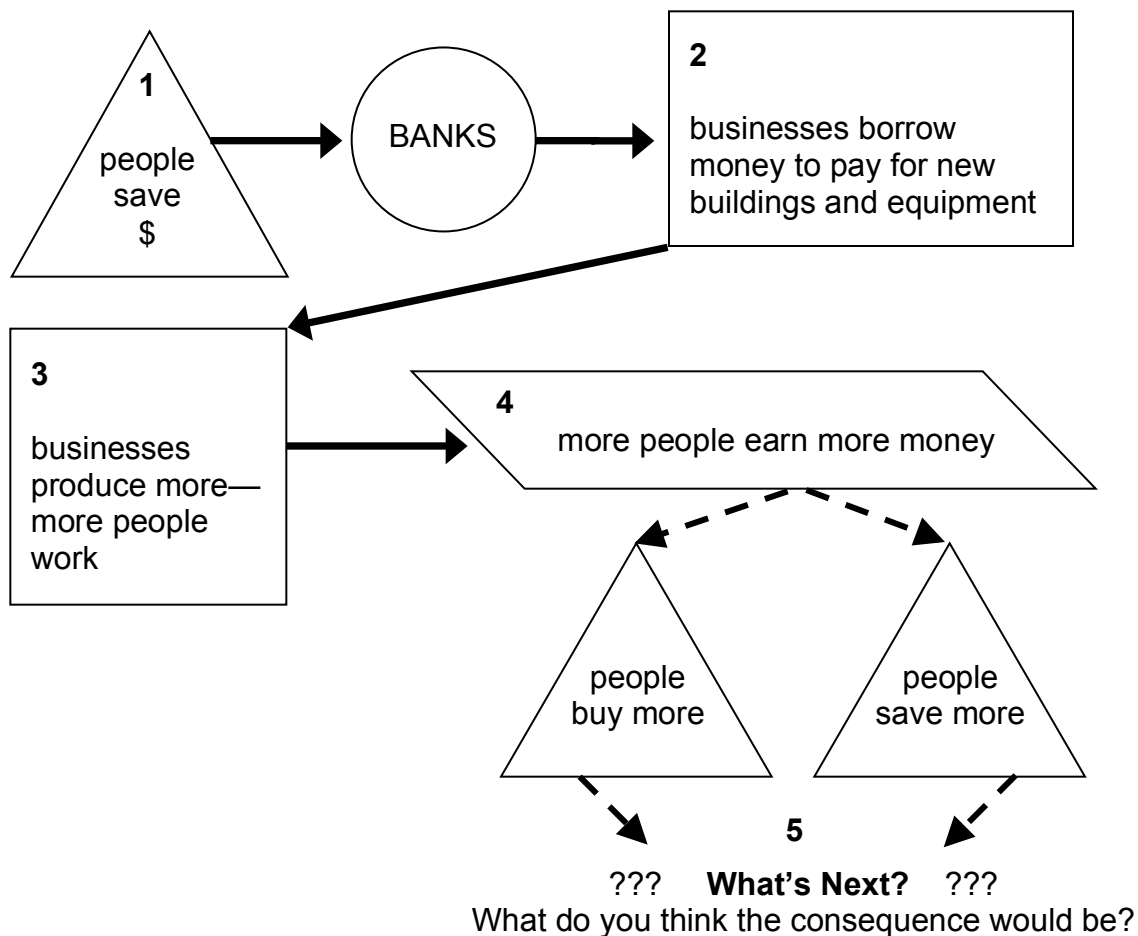 1
people
save
$
BANKS
2
businesses borrow
money to pay for new
buildings and equipment
3
businesses
produce more—
more people
work
4
more people earn more money
people
buy more
people
save more
5
??? What's Next? ???
What do you think the consequence would be?